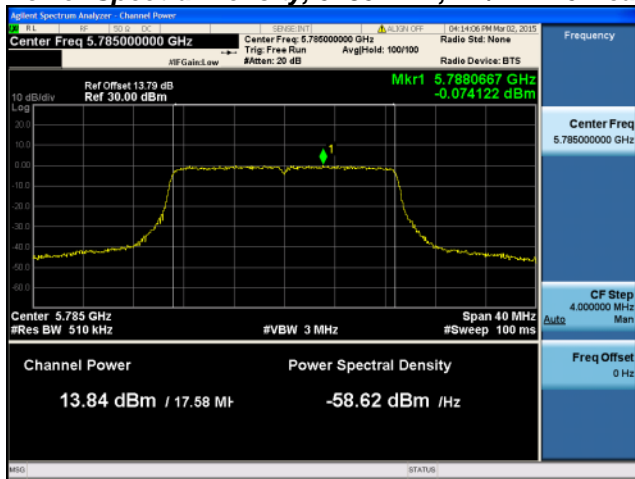 Agilent Spectrum Analyzer - Channel Power
RL RF 50 Ω DC SENSE:INT ALIGN OFF 04:14:06 PM Mar 02, 2015
Center Freq 5.785000000 GHz
Center Freq: 5.785000000 GHz
Radio Std: None
Trig: Free Run Avg|Hold: 100/100
#IFGain:Low #Atten: 20 dB Radio Device: BTS
Frequency
Mkr1 5.7880667 GHz
-0.074122 dBm
Ref Offset 13.79 dB
10 dB/div Ref 30.00 dBm
Log
20.0
10.0
0.00
-10.0
-20.0
-30.0
-40.0
-50.0
-60.0
1
Center Freq
5.785000000 GHz
CF Step
4.000000 MHz
Auto Man
Freq Offset
0 Hz
Center 5.785 GHz Span 40 MHz
#Res BW 510 kHz #VBW 3 MHz #Sweep 100 ms
Channel Power Power Spectral Density
13.84 dBm / 17.58 MH -58.62 dBm /Hz
MSG STATUS